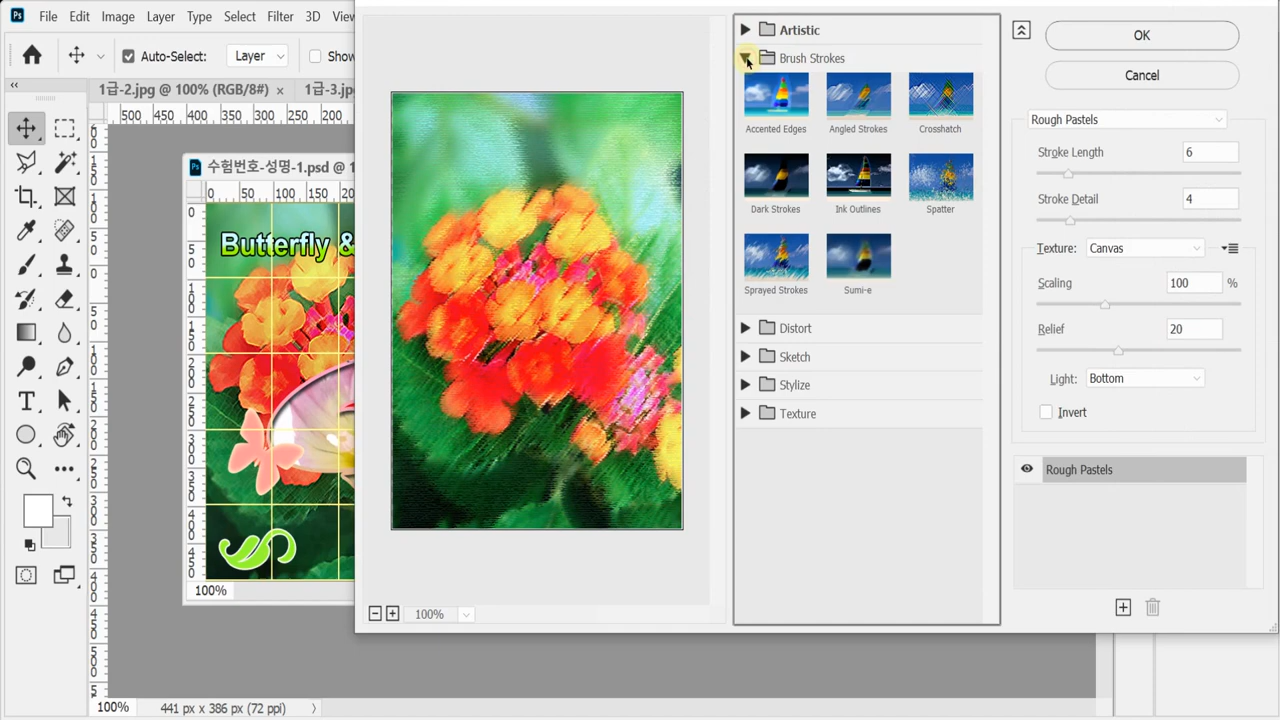 Ps File Edit Image Layer Type Select Filter 3D View
Auto-Select: Layer Show
1급-2.jpg @ 100% (RGB/8#) × 1급-3.jp
500 450 400 350 300 250 200
Ps 수험번호-성명-1.psd @ 1
0 50 100 150 200
Butterfly &
100%
100%
100% 441 px x 386 px (72 ppi)
Artistic
Brush Strokes
Accented Edges Angled Strokes Crosshatch
Dark Strokes Ink Outlines Spatter
Sprayed Strokes Sumi-e
Distort
Sketch
Stylize
Texture
OK
Cancel
Rough Pastels
Stroke Length 6
Stroke Detail 4
Texture: Canvas
Scaling 100 %
Relief 20
Light: Bottom
Invert
Rough Pastels